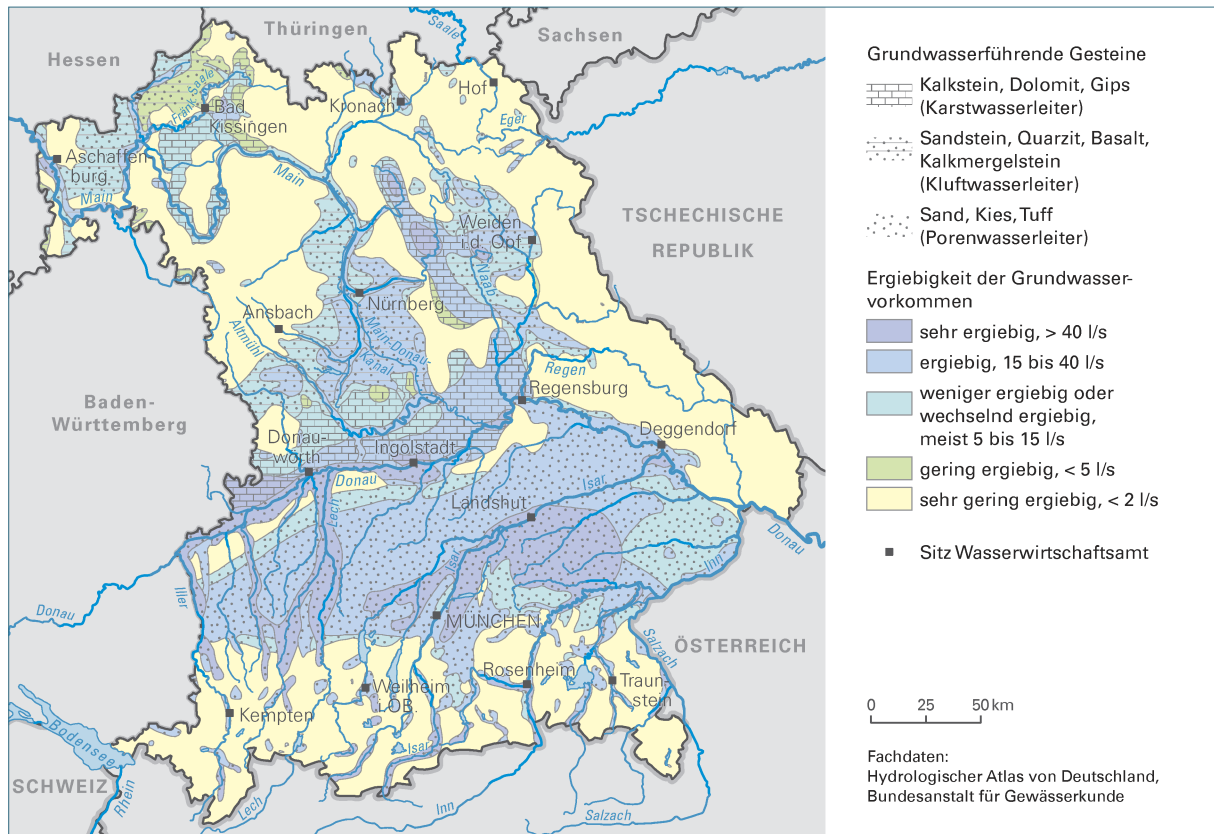 Thüringen
Saale
Sachsen
Hessen
Hof
Kronach
Fränk. Saale
Bad
Kissingen
Eger
Aschaffen
burg
Main
Main
TSCHECHISCHE
REPUBLIK
Weiden
i.d. Opf.
Naab
Nürnberg
Ansbach
Altmühl
Main-Donau-
Kanal
Regen
Regensburg
Baden-
Württemberg
Donau-
wörth
Ingolstadt
Deggendorf
Donau
Lech
Landshut
Isar
Donau
Isar
Inn
Iller
Donau
MÜNCHEN
ÖSTERREICH
Salzach
Rosenheim
Weilheim
i.OB.
Traun-
stein
Kempten
Bodensee
Isar
SCHWEIZ
Rhein
Lech
Inn
Salzach
Grundwasserführende Gesteine
Kalkstein, Dolomit, Gips
(Karstwasserleiter)
Sandstein, Quarzit, Basalt,
Kalkmergelstein
(Kluftwasserleiter)
Sand, Kies, Tuff
(Porenwasserleiter)
Ergiebigkeit der Grundwasser-
vorkommen
sehr ergiebig, > 40 l/s
ergiebig, 15 bis 40 l/s
weniger ergiebig oder
wechselnd ergiebig,
meist 5 bis 15 l/s
gering ergiebig, < 5 l/s
sehr gering ergiebig, < 2 l/s
Sitz Wasserwirtschaftsamt
0 25 50 km
Fachdaten:
Hydrologischer Atlas von Deutschland,
Bundesanstalt für Gewässerkunde